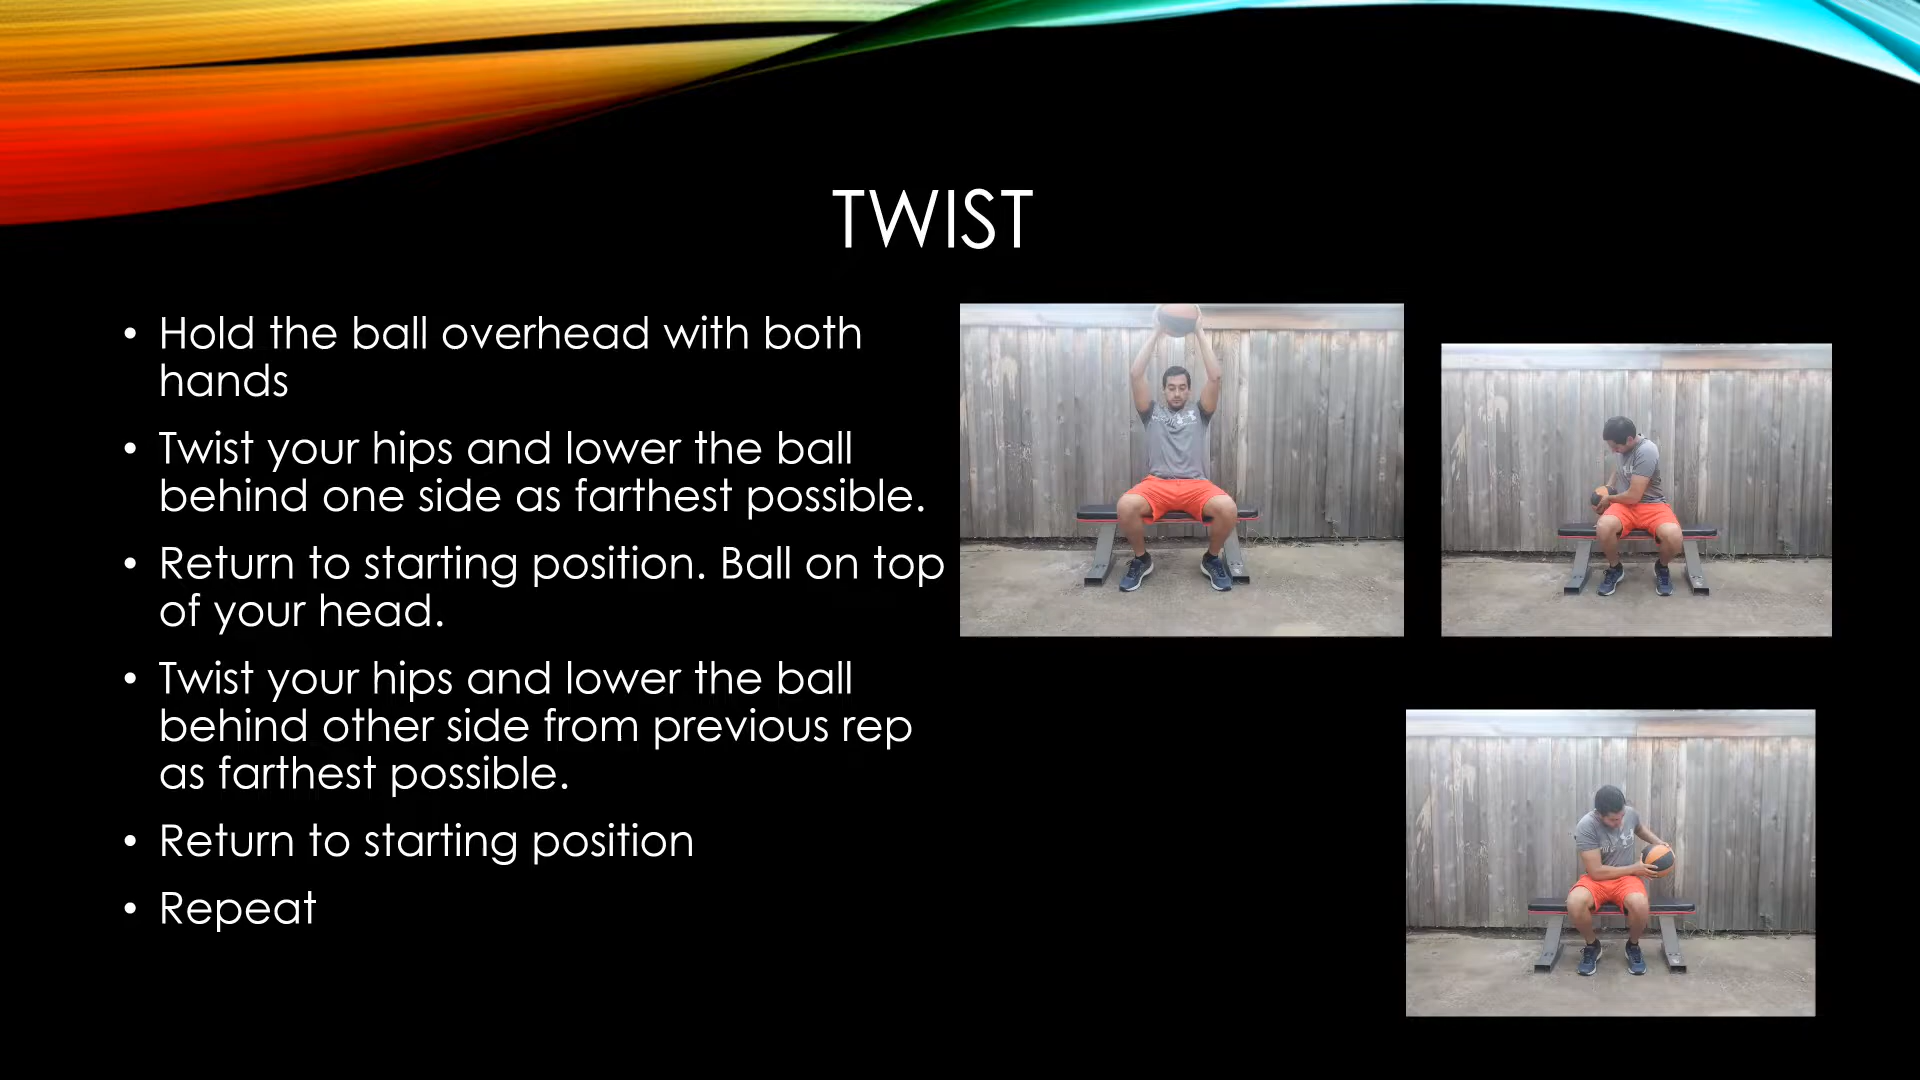 TWIST
• Hold the ball overhead with both
hands
• Twist your hips and lower the ball
behind one side as farthest possible.
• Return to starting position. Ball on top
of your head.
• Twist your hips and lower the ball
behind other side from previous rep
as farthest possible.
• Return to starting position
• Repeat